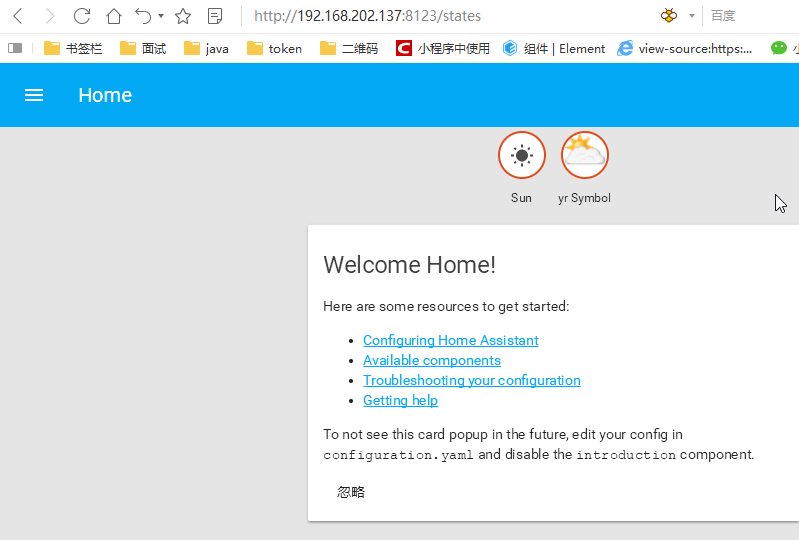 http://192.168.202.137:8123/states
百度
书签栏 面试 java token 二维码 小程序中使用 组件 | Element view-source:https:...
Home
Sun yr Symbol
Welcome Home!
Here are some resources to get started:
Configuring Home Assistant
Available components
Troubleshooting your configuration
Getting help
To not see this card popup in the future, edit your config in
configuration.yaml and disable the introduction component.
忽略